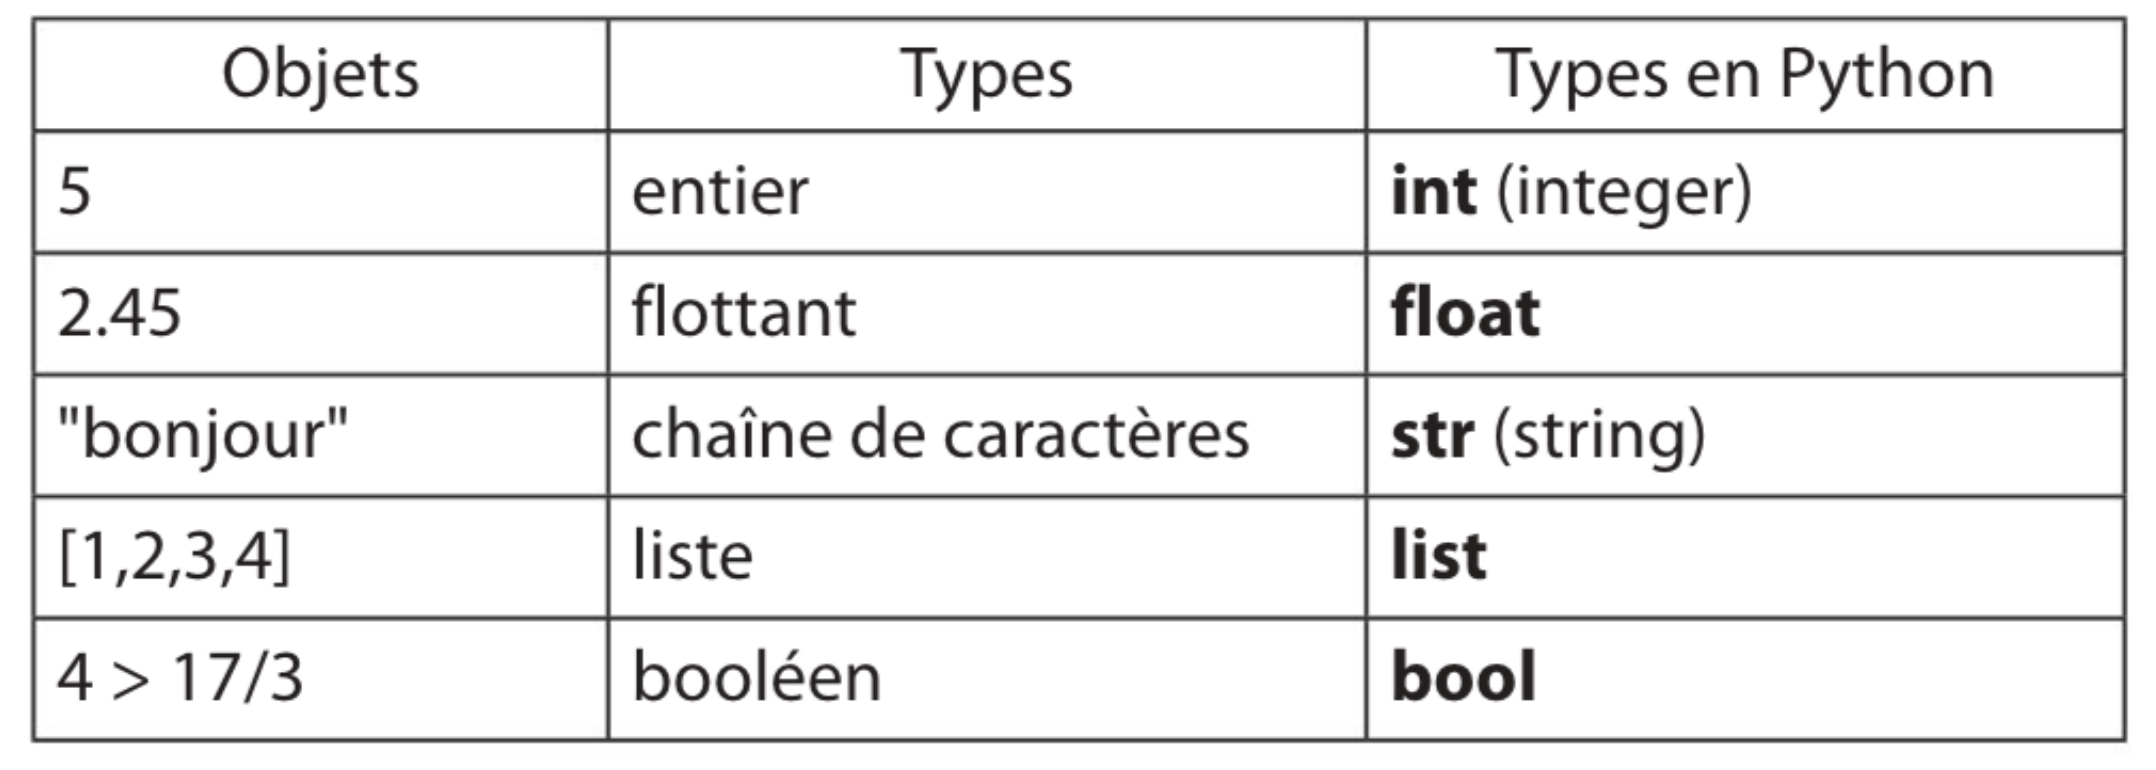 Objets Types Types en Python
5 entier int (integer)
2.45 flottant float
"bonjour" chaîne de caractères str (string)
[1,2,3,4] liste list
4 > 17/3 booléen bool